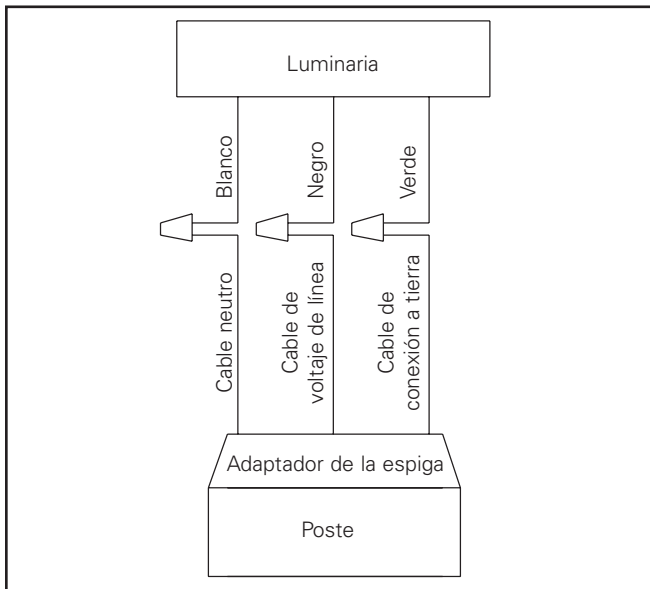 Luminaria
Blanco
Negro
Verde
Cable neutro
Cable de
voltaje de línea
Cable de
conexión a tierra
Adaptador de la espiga
Poste